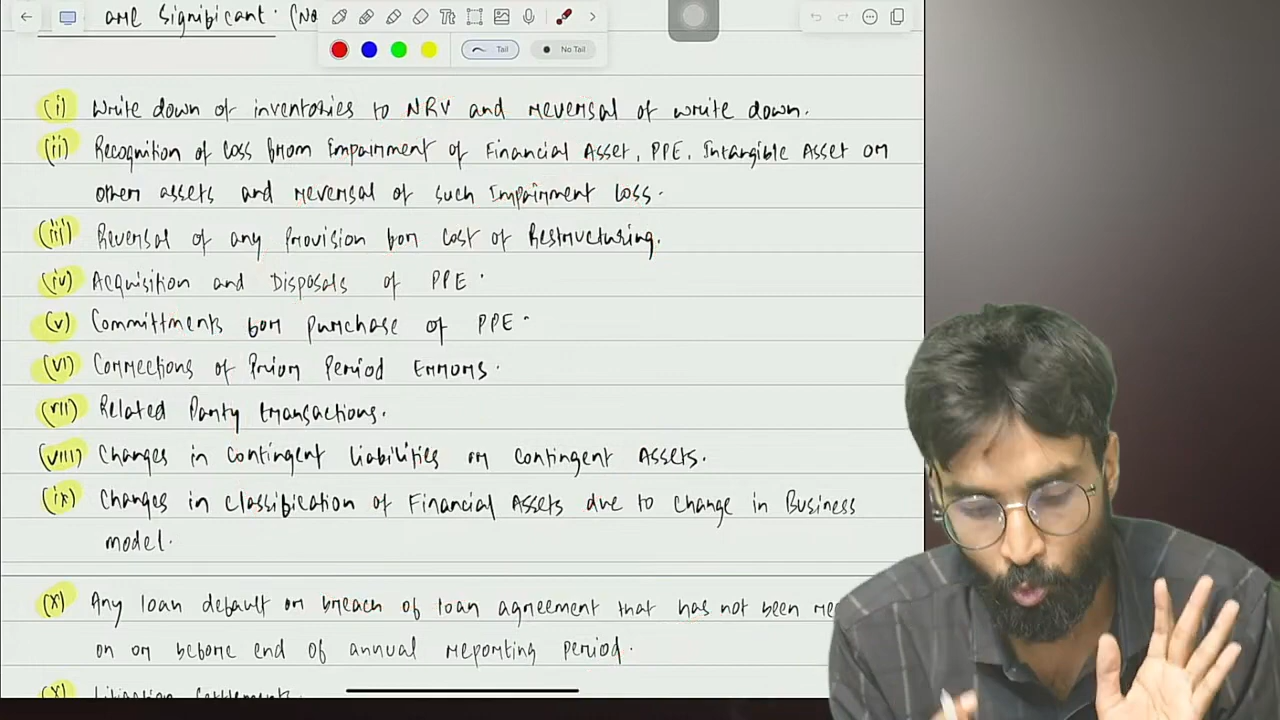 are significant. (No
Tail
No Tail
(i) Write down of inventories to NRV and reversal of write down.
(ii) Recognition of loss from Impairment of Financial Asset, PPE, Intangible Asset or
other assets and reversal of such Impairment Loss.
(iii) Reversal of any Provision for cost of Restructuring.
(iv) Acquisition and Disposals of PPE.
(v) Committments for purchase of PPE.
(vi) Corrections of Prior Period Errors.
(vii) Related Party transactions.
(viii) Changes in contingent liabilities or contingent Assets.
(ix) Changes in classification of Financial Assets due to change in Business
model.
(x) Any loan default or breach of loan agreement that has not been
on or before end of annual reporting period.
(x) Litigation settlements.